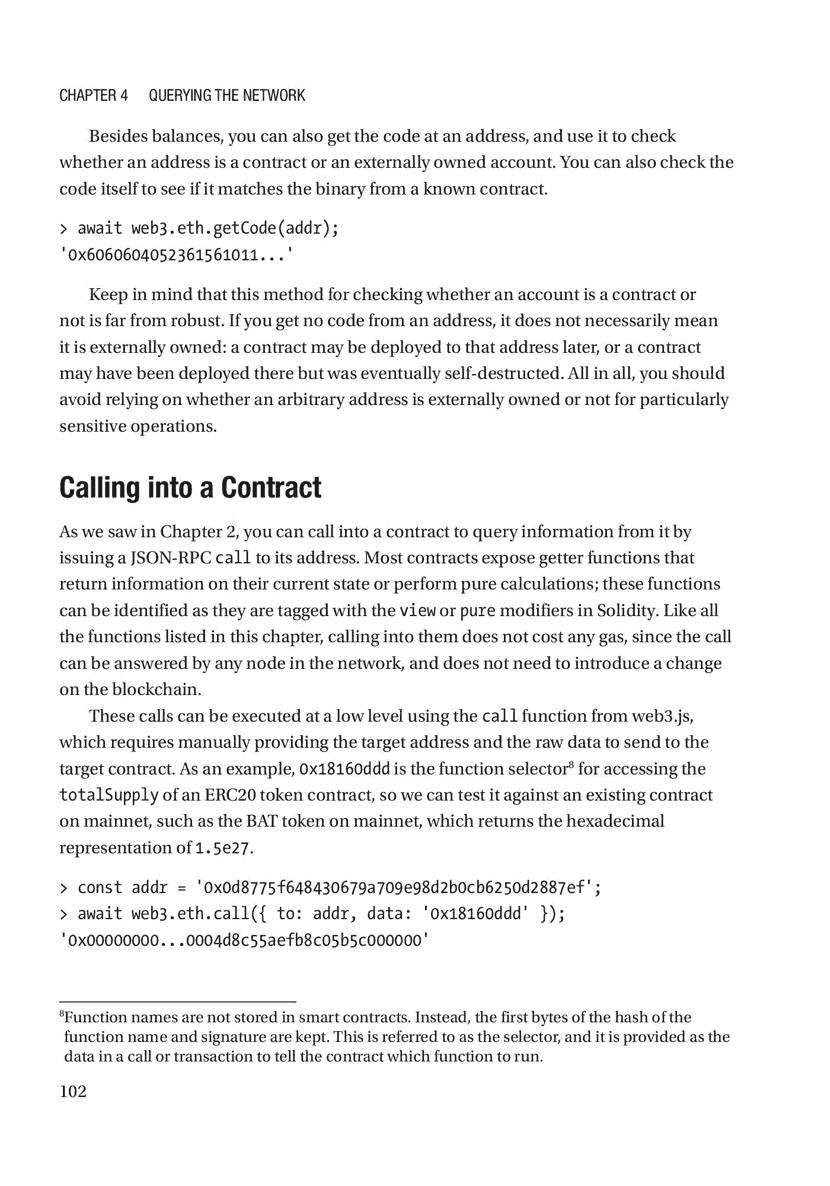 CHAPTER 4 QUERYING THE NETWORK
Besides balances, you can also get the code at an address, and use it to check
whether an address is a contract or an externally owned account. You can also check the
code itself to see if it matches the binary from a known contract.
> await web3.eth.getCode(addr);
'0x6060604052361561011...'
Keep in mind that this method for checking whether an account is a contract or
not is far from robust. If you get no code from an address, it does not necessarily mean
it is externally owned: a contract may be deployed to that address later, or a contract
may have been deployed there but was eventually self-destructed. All in all, you should
avoid relying on whether an arbitrary address is externally owned or not for particularly
sensitive operations.
Calling into a Contract
As we saw in Chapter 2, you can call into a contract to query information from it by
issuing a JSON-RPC call to its address. Most contracts expose getter functions that
return information on their current state or perform pure calculations; these functions
can be identified as they are tagged with the view or pure modifiers in Solidity. Like all
the functions listed in this chapter, calling into them does not cost any gas, since the call
can be answered by any node in the network, and does not need to introduce a change
on the blockchain.
These calls can be executed at a low level using the call function from web3.js,
which requires manually providing the target address and the raw data to send to the
target contract. As an example, 0x18160ddd is the function selector⁸ for accessing the
totalSupply of an ERC20 token contract, so we can test it against an existing contract
on mainnet, such as the BAT token on mainnet, which returns the hexadecimal
representation of 1.5e27.
> const addr = '0x0d8775f648430679a709e98d2b0cb6250d2887ef';
> await web3.eth.call({ to: addr, data: '0x18160ddd' });
'0x00000000...0004d8c55aefb8c05b5c000000'
⁸Function names are not stored in smart contracts. Instead, the first bytes of the hash of the
function name and signature are kept. This is referred to as the selector, and it is provided as the
data in a call or transaction to tell the contract which function to run.
102